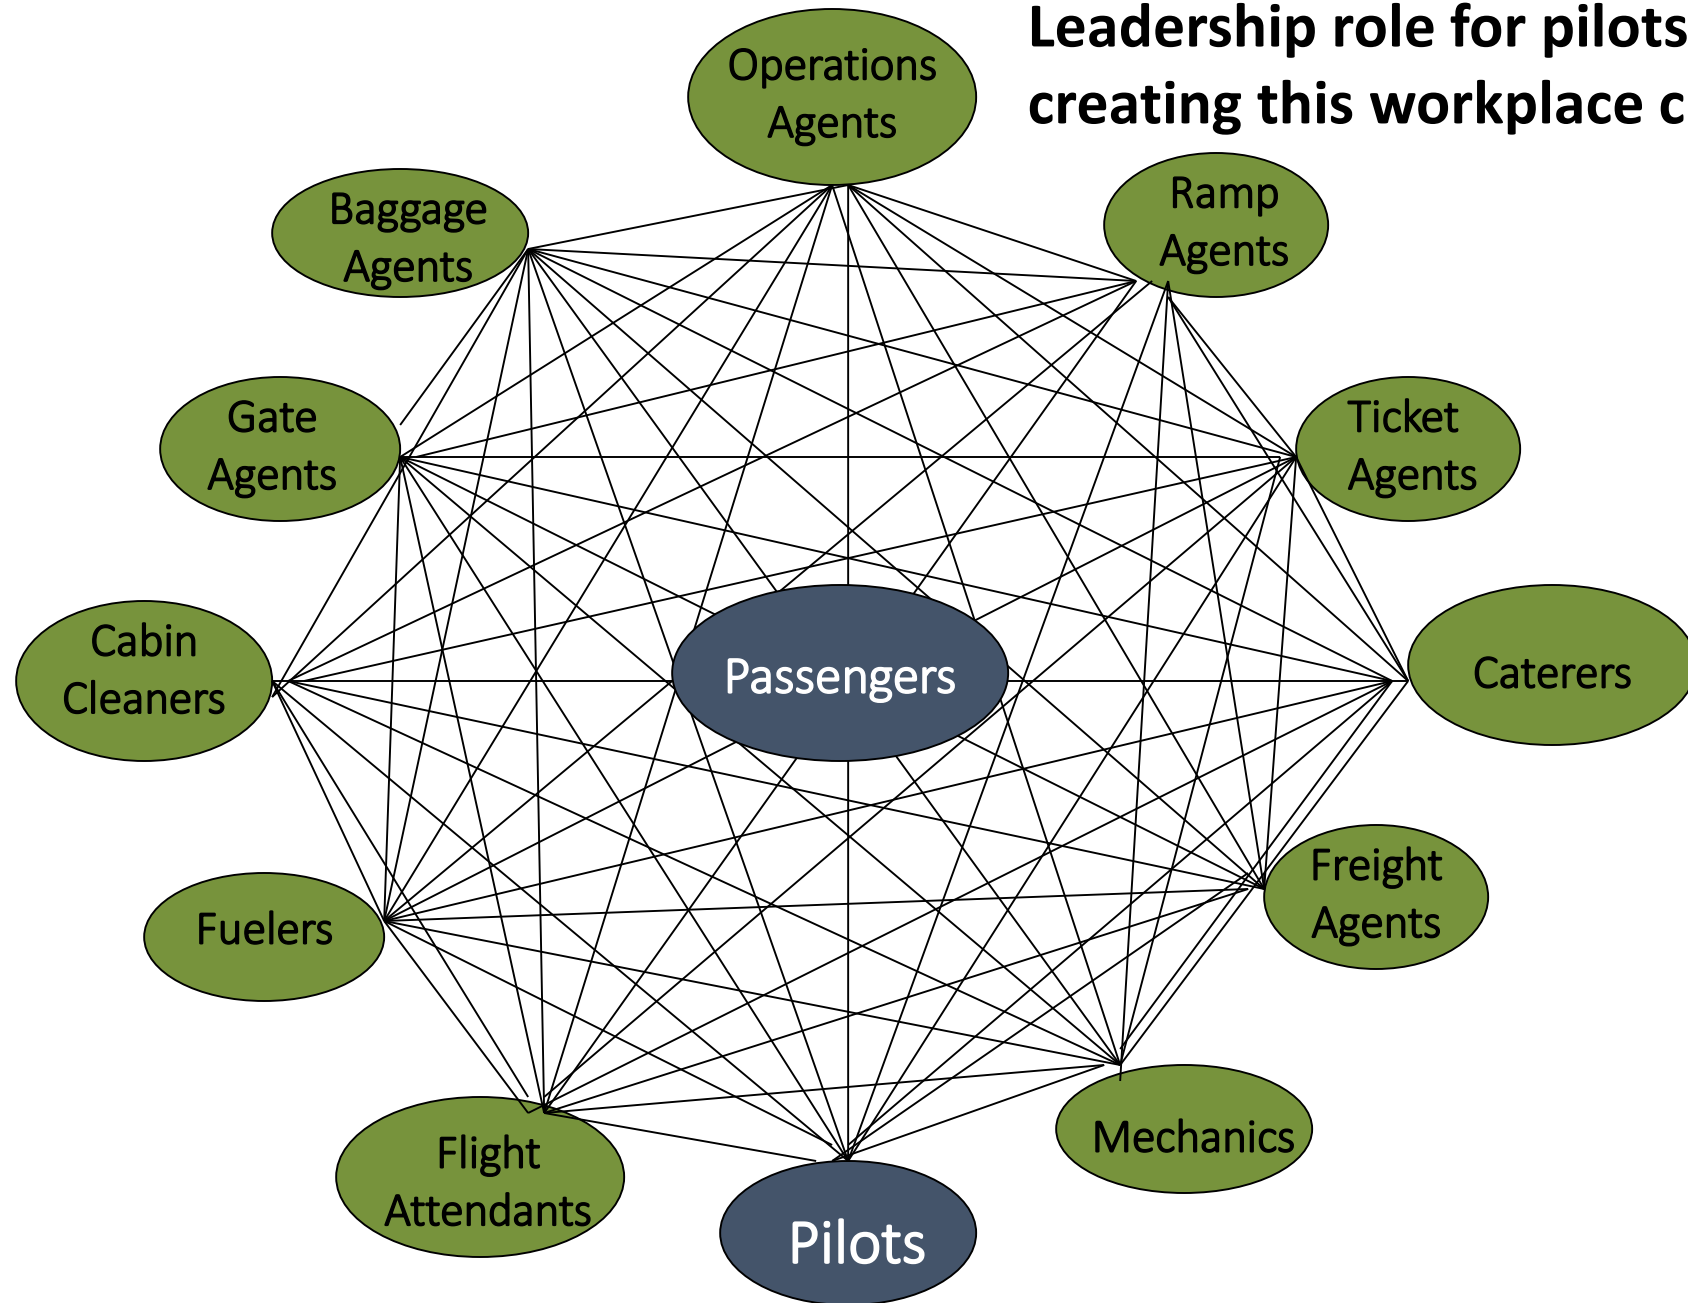 Leadership role for pilots
creating this workplace c
Operations
Agents
Baggage
Agents
Ramp
Agents
Gate
Agents
Ticket
Agents
Cabin
Cleaners
Passengers
Caterers
Fuelers
Freight
Agents
Flight
Attendants
Mechanics
Pilots